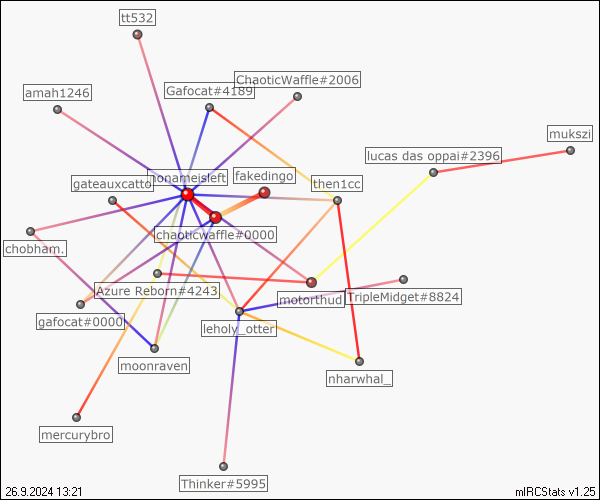 tt532
ChaoticWaffle#2006
amah1246
Gafocat#4189
mukszi
lucas das oppai#2396
nonameisleft
fakedingo
gateauxcatto
then1cc
chaoticwaffle#0000
chobham.
Azure Reborn#4243
motorthud
TripleMidget#8824
gafocat#0000
leholy_otter
moonraven
nharwhal_
mercurybro
Thinker#5995
26.9.2024 13:21
mIRCStats v1.25